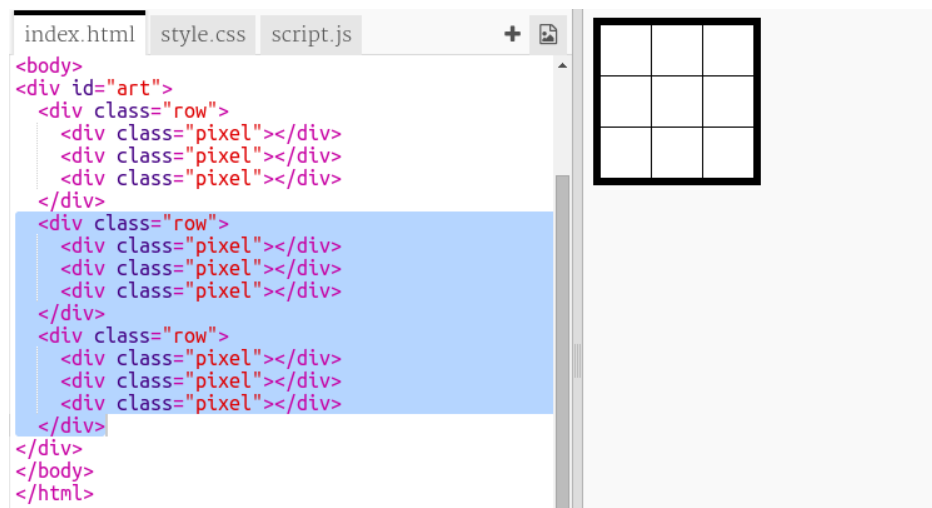 index.html style.css script.js
<body>
<div id="art">
  <div class="row">
    <div class="pixel"></div>
    <div class="pixel"></div>
    <div class="pixel"></div>
  </div>
  <div class="row">
    <div class="pixel"></div>
    <div class="pixel"></div>
    <div class="pixel"></div>
  </div>
  <div class="row">
    <div class="pixel"></div>
    <div class="pixel"></div>
    <div class="pixel"></div>
  </div>
</div>
</body>
</html>